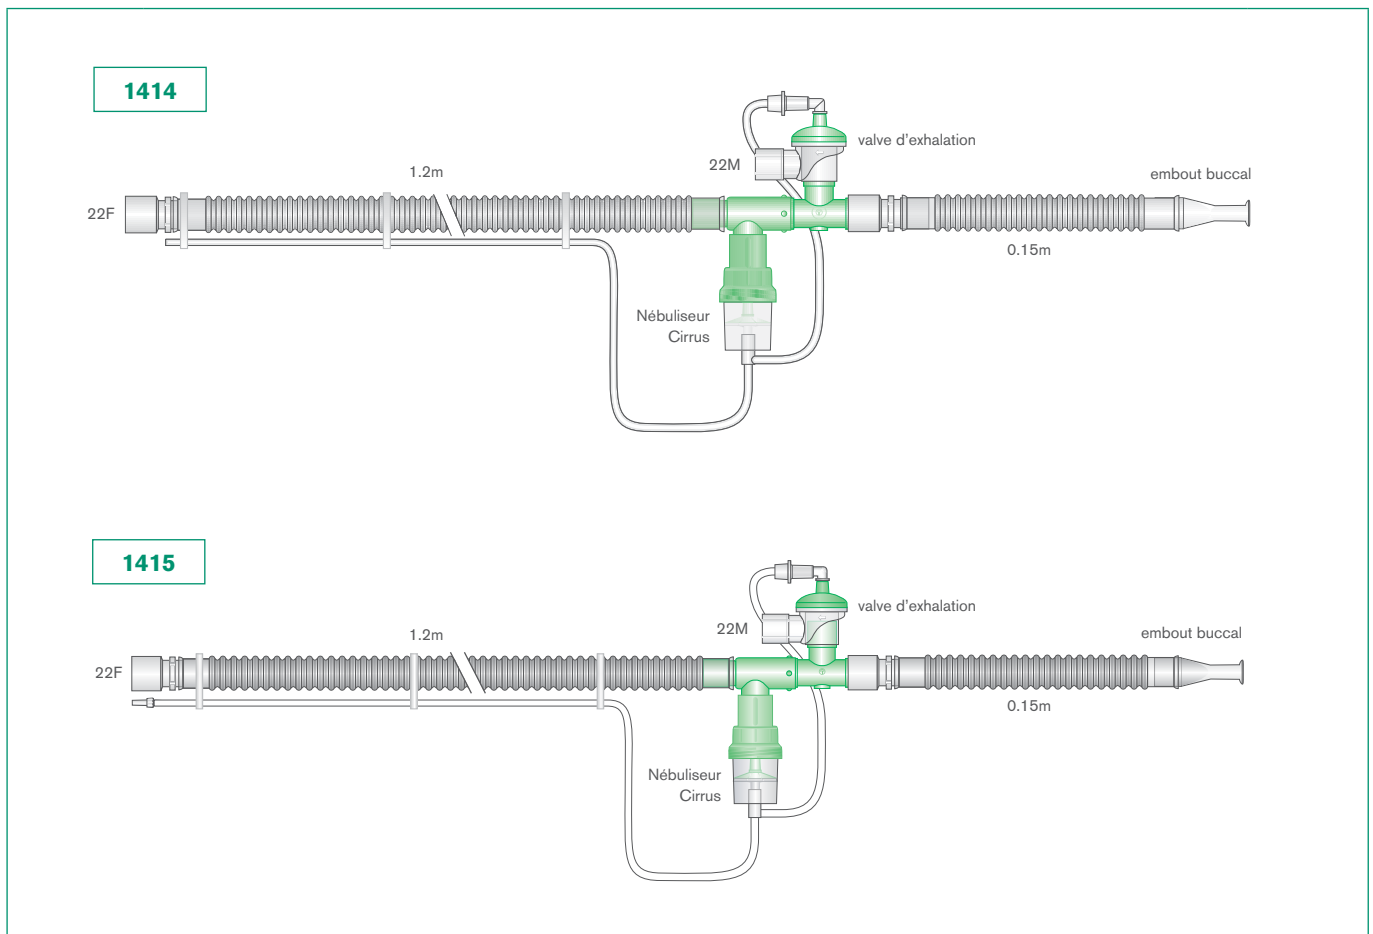 1414
valve d'exhalation
22M
1.2m
embout buccal
22F
0.15m
Nébuliseur
Cirrus
1415
valve d'exhalation
22M
1.2m
embout buccal
22F
0.15m
Nébuliseur
Cirrus